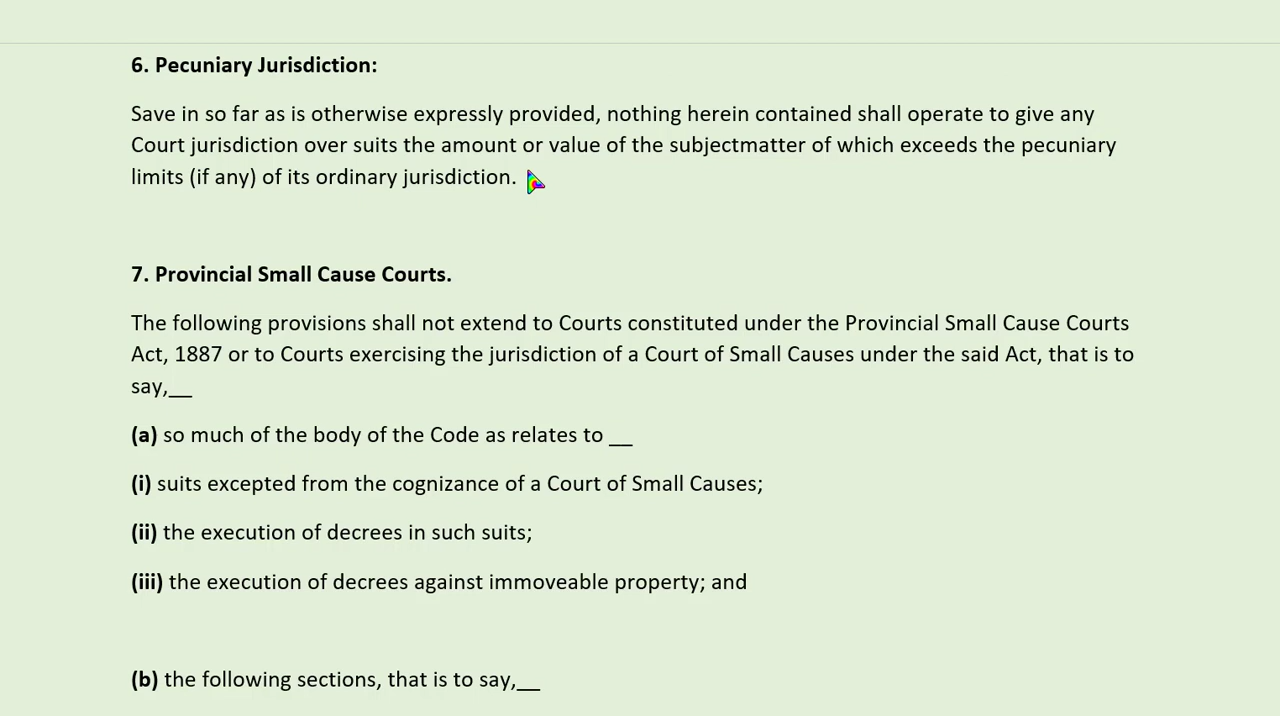 6. Pecuniary Jurisdiction:
Save in so far as is otherwise expressly provided, nothing herein contained shall operate to give any
Court jurisdiction over suits the amount or value of the subjectmatter of which exceeds the pecuniary
limits (if any) of its ordinary jurisdiction.
7. Provincial Small Cause Courts.
The following provisions shall not extend to Courts constituted under the Provincial Small Cause Courts
Act, 1887 or to Courts exercising the jurisdiction of a Court of Small Causes under the said Act, that is to
say,__
(a) so much of the body of the Code as relates to __
(i) suits excepted from the cognizance of a Court of Small Causes;
(ii) the execution of decrees in such suits;
(iii) the execution of decrees against immoveable property; and
(b) the following sections, that is to say,__